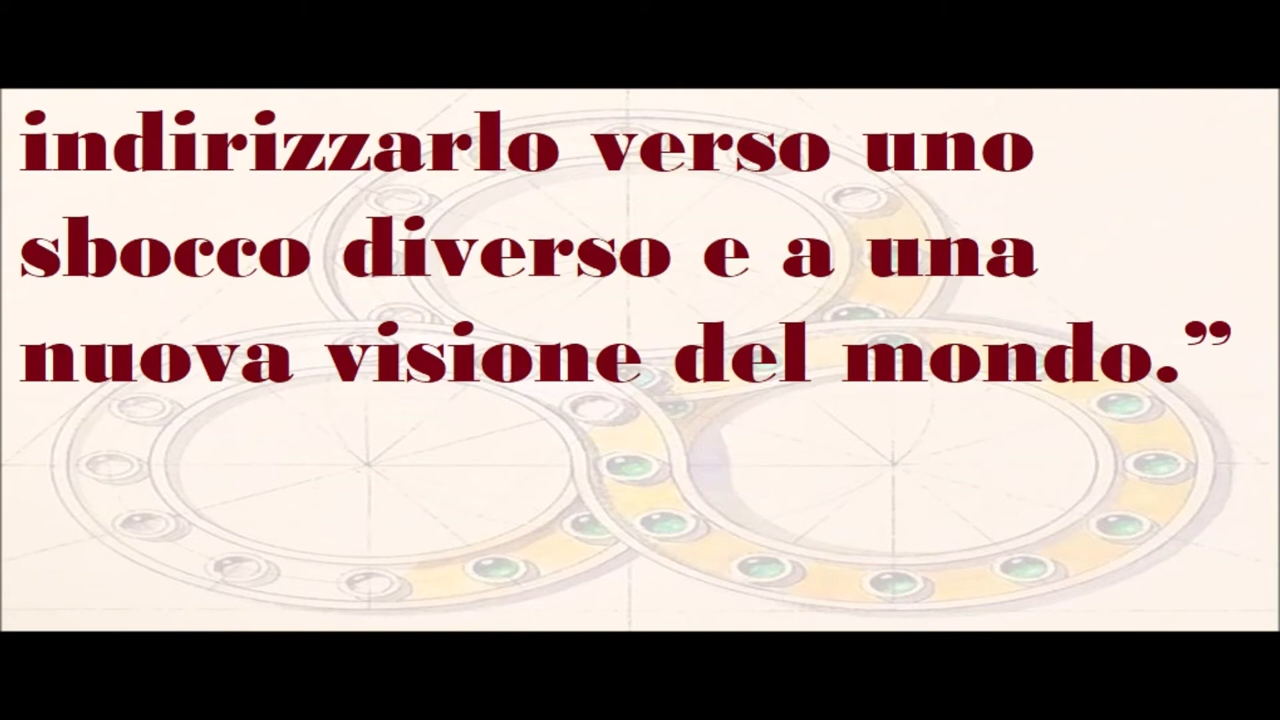 indirizzarlo verso uno
sbocco diverso e a una
nuova visione del mondo.”